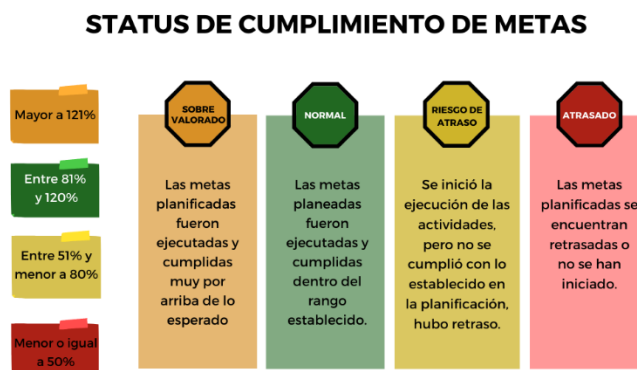 STATUS DE CUMPLIMIENTO DE METAS
Mayor a 121%
Entre 81%
y 120%
Entre 51% y
menor a 80%
Menor o igual
a 50%
SOBRE
VALORADO
Las metas
planificadas
fueron
ejecutadas y
cumplidas
muy por
arriba de lo
esperado
NORMAL
Las metas
planeadas
fueron
ejecutadas y
cumplidas
dentro del
rango
establecido.
RIESGO DE
ATRASO
Se inició la
ejecución de las
actividades,
pero no se
cumplió con lo
establecido en
la planificación,
hubo retraso.
ATRASADO
Las metas
planificadas se
encuentran
retrasadas o
no se han
iniciado.